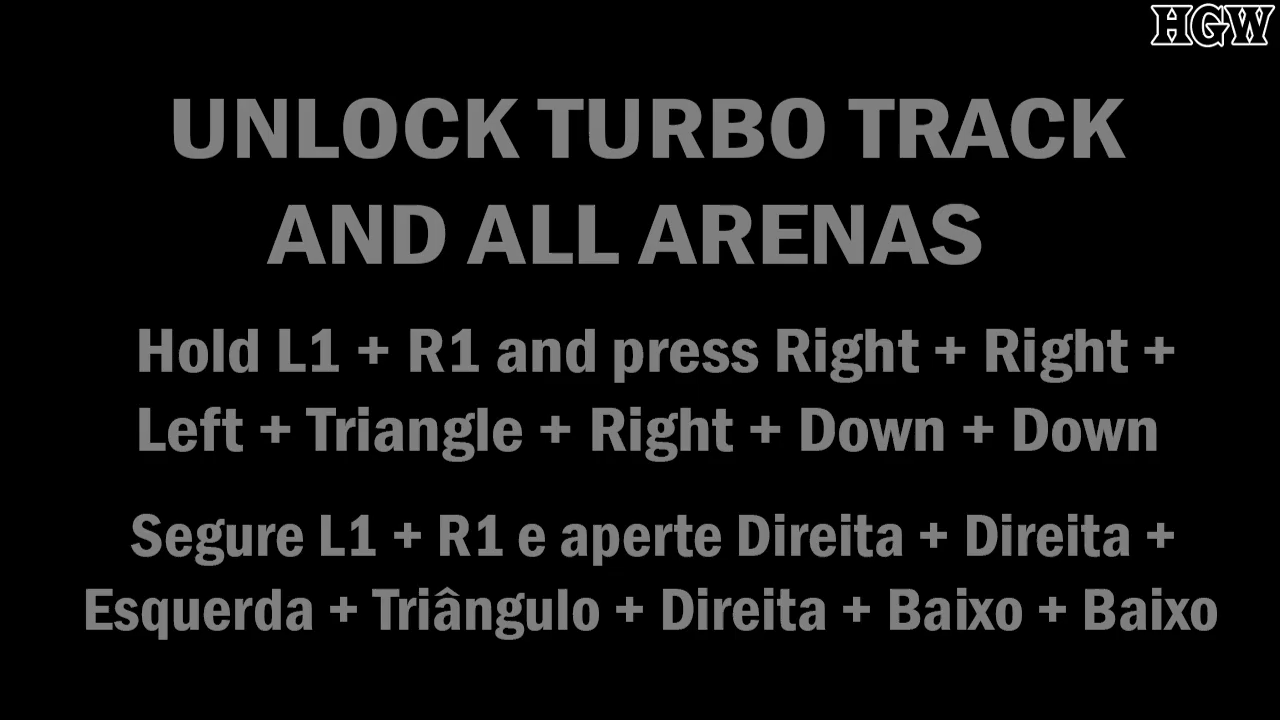 HGW
UNLOCK TURBO TRACK
AND ALL ARENAS
Hold L1 + R1 and press Right + Right +
Left + Triangle + Right + Down + Down
Segure L1 + R1 e aperte Direita + Direita +
Esquerda + Triângulo + Direita + Baixo + Baixo